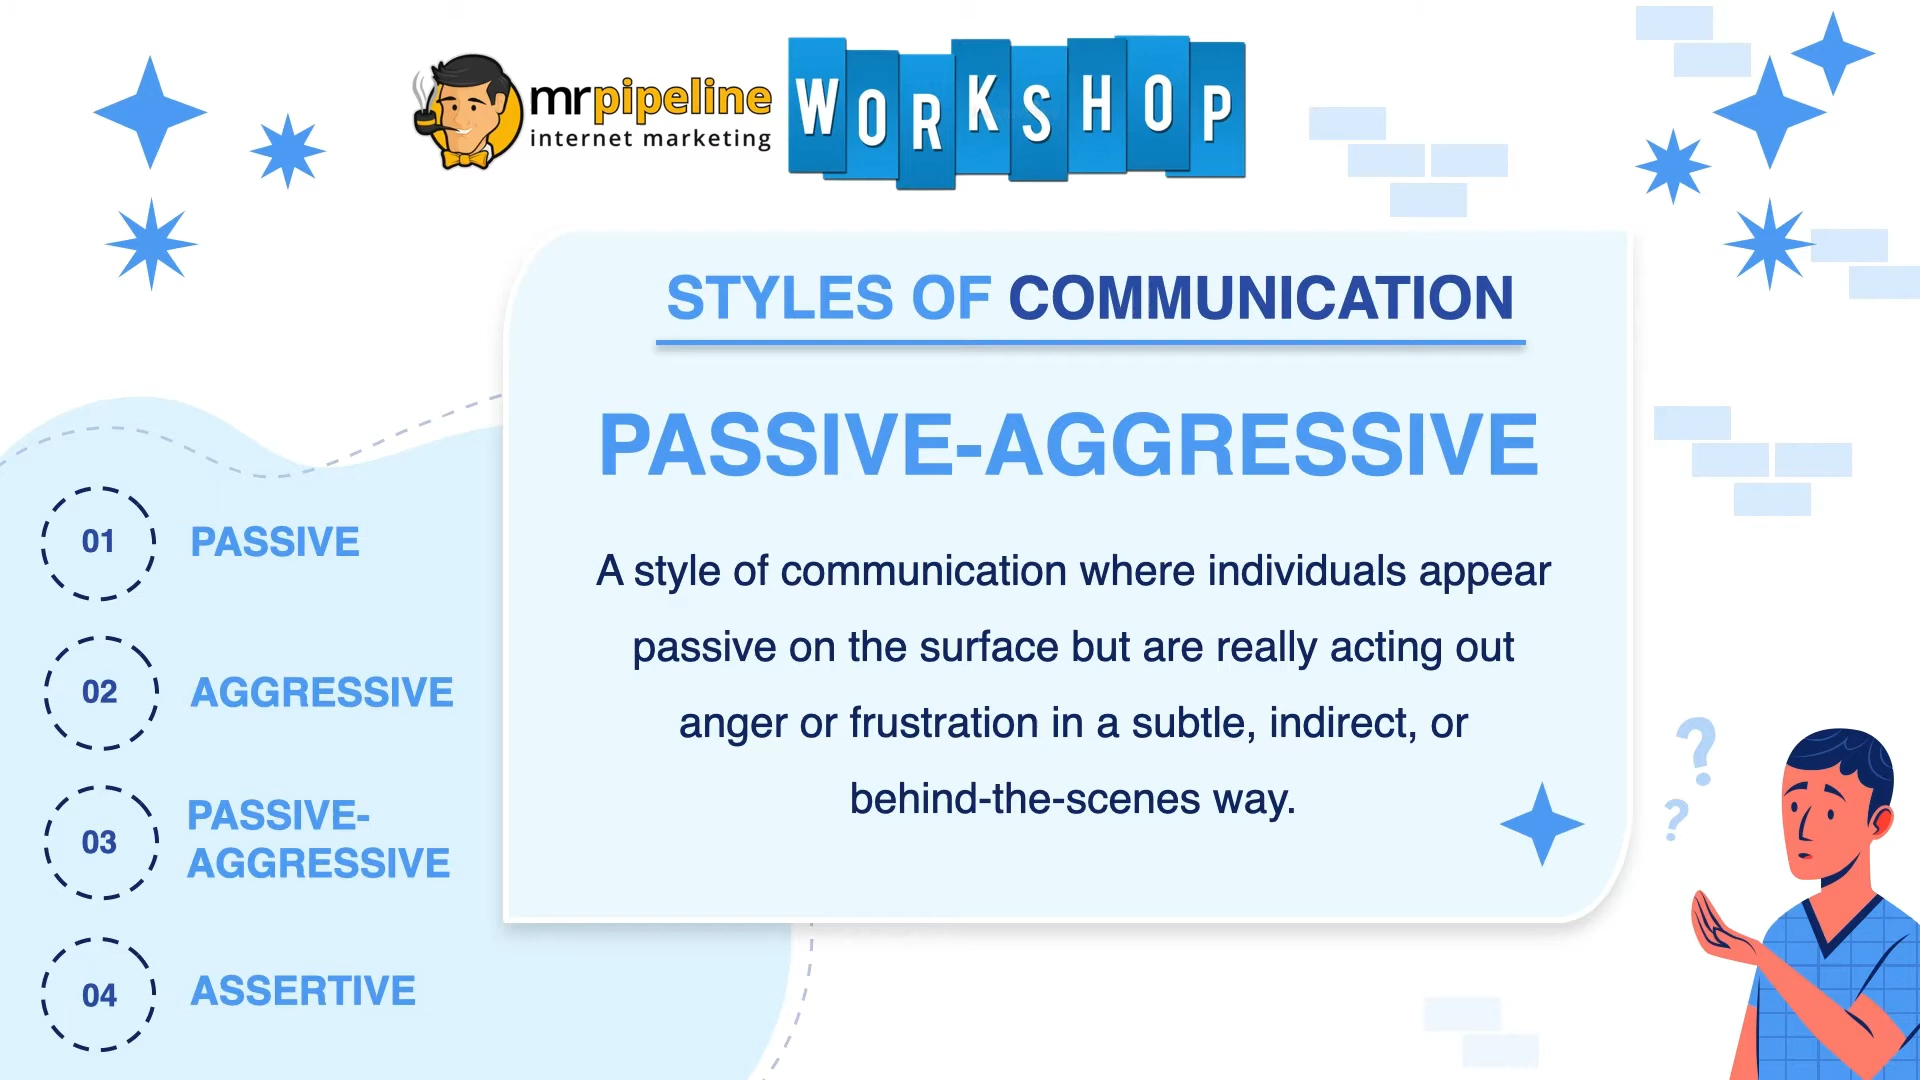 mrpipeline
internet marketing
WORKSHOP
STYLES OF COMMUNICATION
PASSIVE-AGGRESSIVE
A style of communication where individuals appear
passive on the surface but are really acting out
anger or frustration in a subtle, indirect, or
behind-the-scenes way.
01 PASSIVE
02 AGGRESSIVE
03 PASSIVE-
AGGRESSIVE
04 ASSERTIVE
?
?